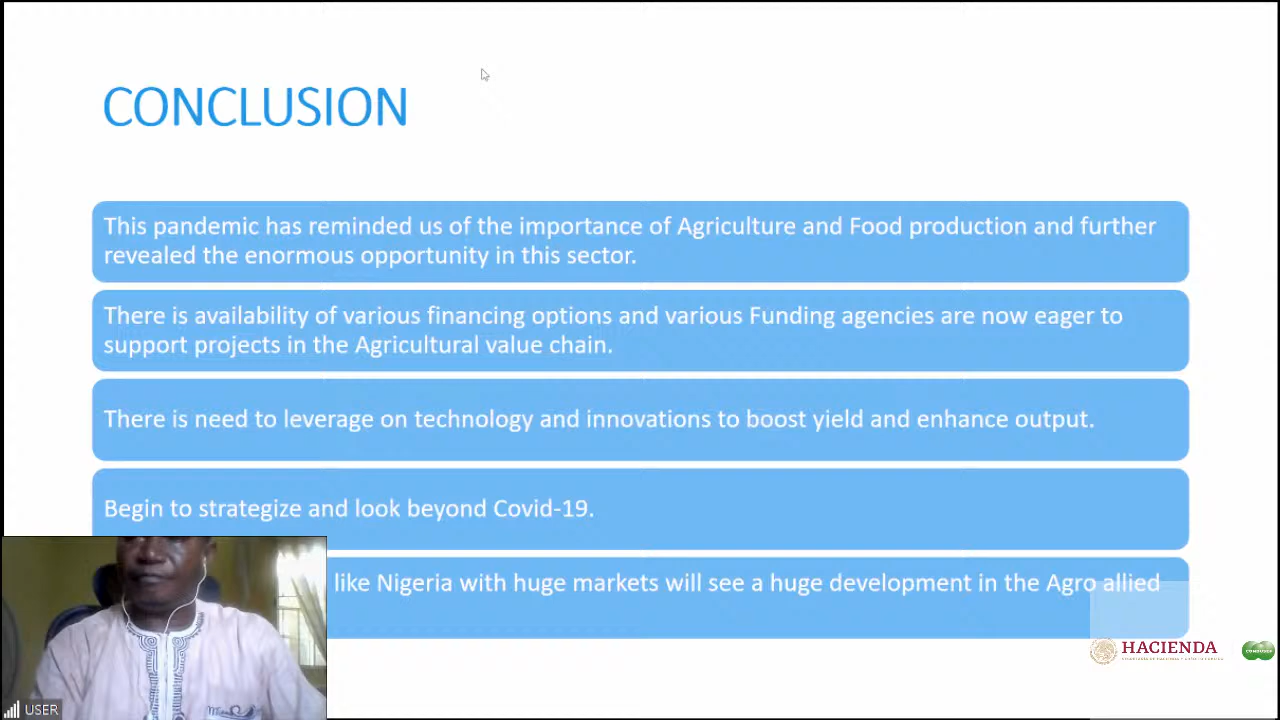 CONCLUSION
This pandemic has reminded us of the importance of Agriculture and Food production and further
revealed the enormous opportunity in this sector.
There is availability of various financing options and various Funding agencies are now eager to
support projects in the Agricultural value chain.
There is need to leverage on technology and innovations to boost yield and enhance output.
Begin to strategize and look beyond Covid-19.
like Nigeria with huge markets will see a huge development in the Agro allied
HACIENDA
USER